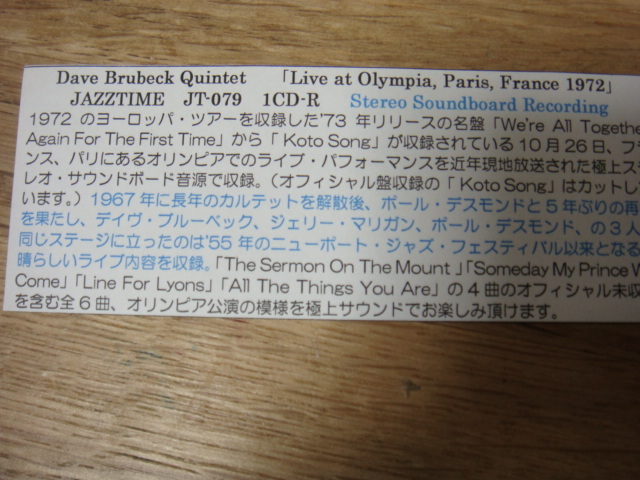 Dave Brubeck Quintet 「Live at Olympia, Paris, France 1972」
JAZZTIME JT-079 1CD-R Stereo Soundboard Recording
1972 のヨーロッパ・ツアーを収録した'73 年リリースの名盤「We're All Togethe
Again For The First Time」から「Koto Song」が収録されている 10 月 26 日、フラ
ンス、パリにあるオリンピアでのライブ・パフォーマンスを近年現地放送された極上ステ
レオ・サウンドボード音源で収録。(オフィシャル盤収録の「Koto Song」はカットし
います。) 1967 年に長年のカルテットを解散後、ポール・デスモンドと 5 年ぶりの再
を果たし、デイヴ・ブルーベック、ジェリー・マリガン、ポール・デスモンド、の 3 人
同じステージに立ったのは'55 年のニューポート・ジャズ・フェスティバル以来となる
晴らしいライブ内容を収録。「The Sermon On The Mount」「Someday My Prince W
Come」「Line For Lyons」「All The Things You Are」の 4 曲のオフィシャル未収
を含む全 6 曲、オリンピア公演の模様を極上サウンドでお楽しみ頂けます。